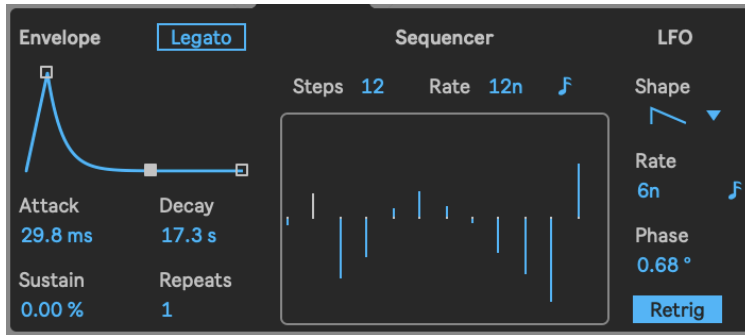 Envelope
Legato
Attack
Decay
29.8 ms
17.3 s
Sustain
Repeats
0.00 %
1
Sequencer
Steps 12
Rate 12n
LFO
Shape
Rate
6n
Phase
0.68 °
Retrig